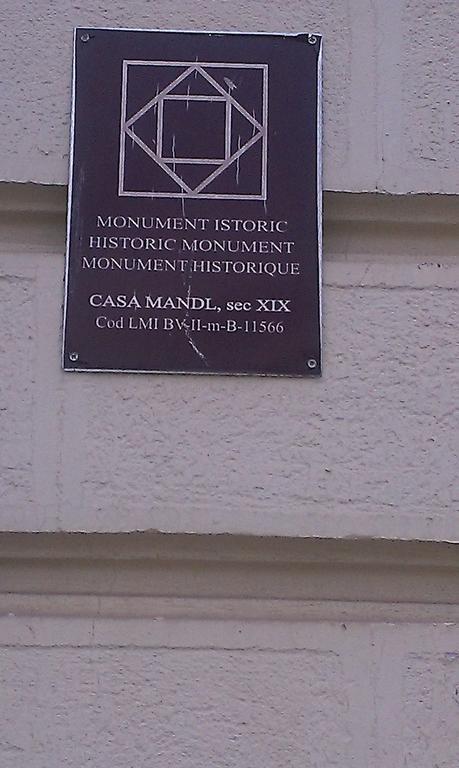 MONUMENT ISTORIC
HISTORIC MONUMENT
MONUMENT HISTORIQUE
CASA MANDL, sec XIX
Cod LMI BV-II-m-B-11566